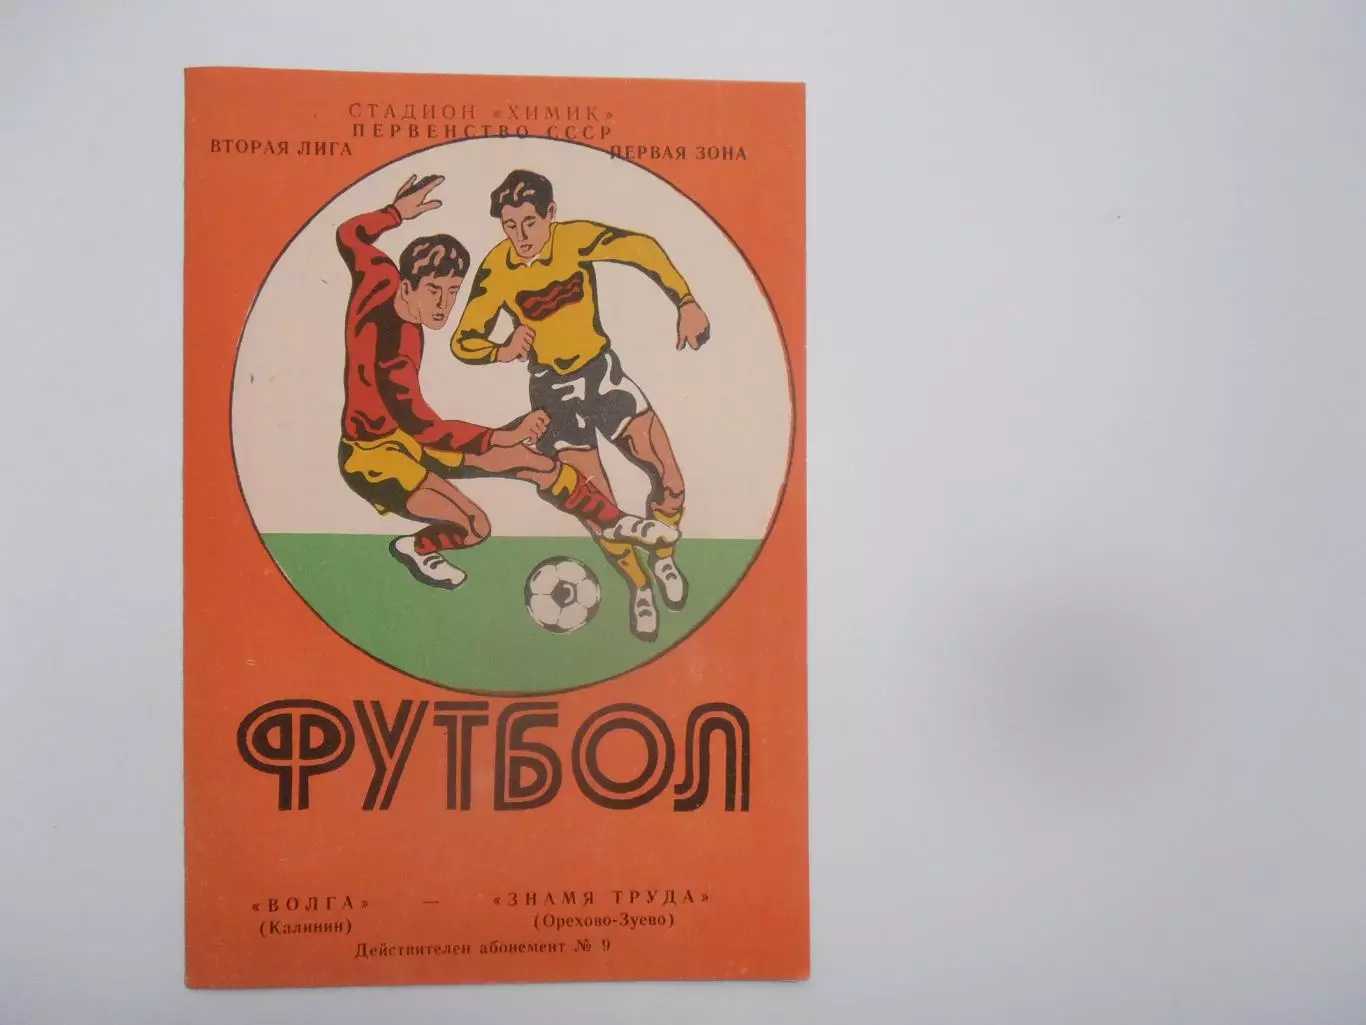 СТАДИОН «ХИМИК»
ПЕРВЕНСТВО СССР
ВТОРАЯ ЛИГА ПЕРВАЯ ЗОНА
ФУТБОЛ
«ВОЛГА» — «ЗНАМЯ ТРУДА»
(Калинин) (Орехово-Зуево)
Действителен абонемент № 9